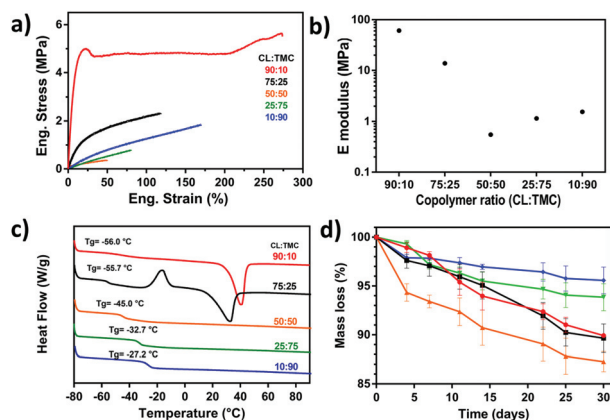 a)
Eng. Stress (MPa)
6
4
2
0
CL:TMC
90:10
75:25
50:50
25:75
10:90
0 50 100 150 200 250 300
Eng. Strain (%)
b)
E modulus (MPa)
100
10
1
0.1
90:10 75:25 50:50 25:75 10:90
Copolymer ratio (CL:TMC)
c)
Heat Flow (W/g)
Tg= -56.0 °C
CL:TMC
90:10
Tg= -55.7 °C
75:25
Tg= -45.0 °C
50:50
Tg= -32.7 °C
25:75
Tg= -27.2 °C
10:90
-80 -60 -40 -20 0 20 40 60 80
Temperature (°C)
d)
Mass loss (%)
100
95
90
85
0 5 10 15 20 25 30
Time (days)